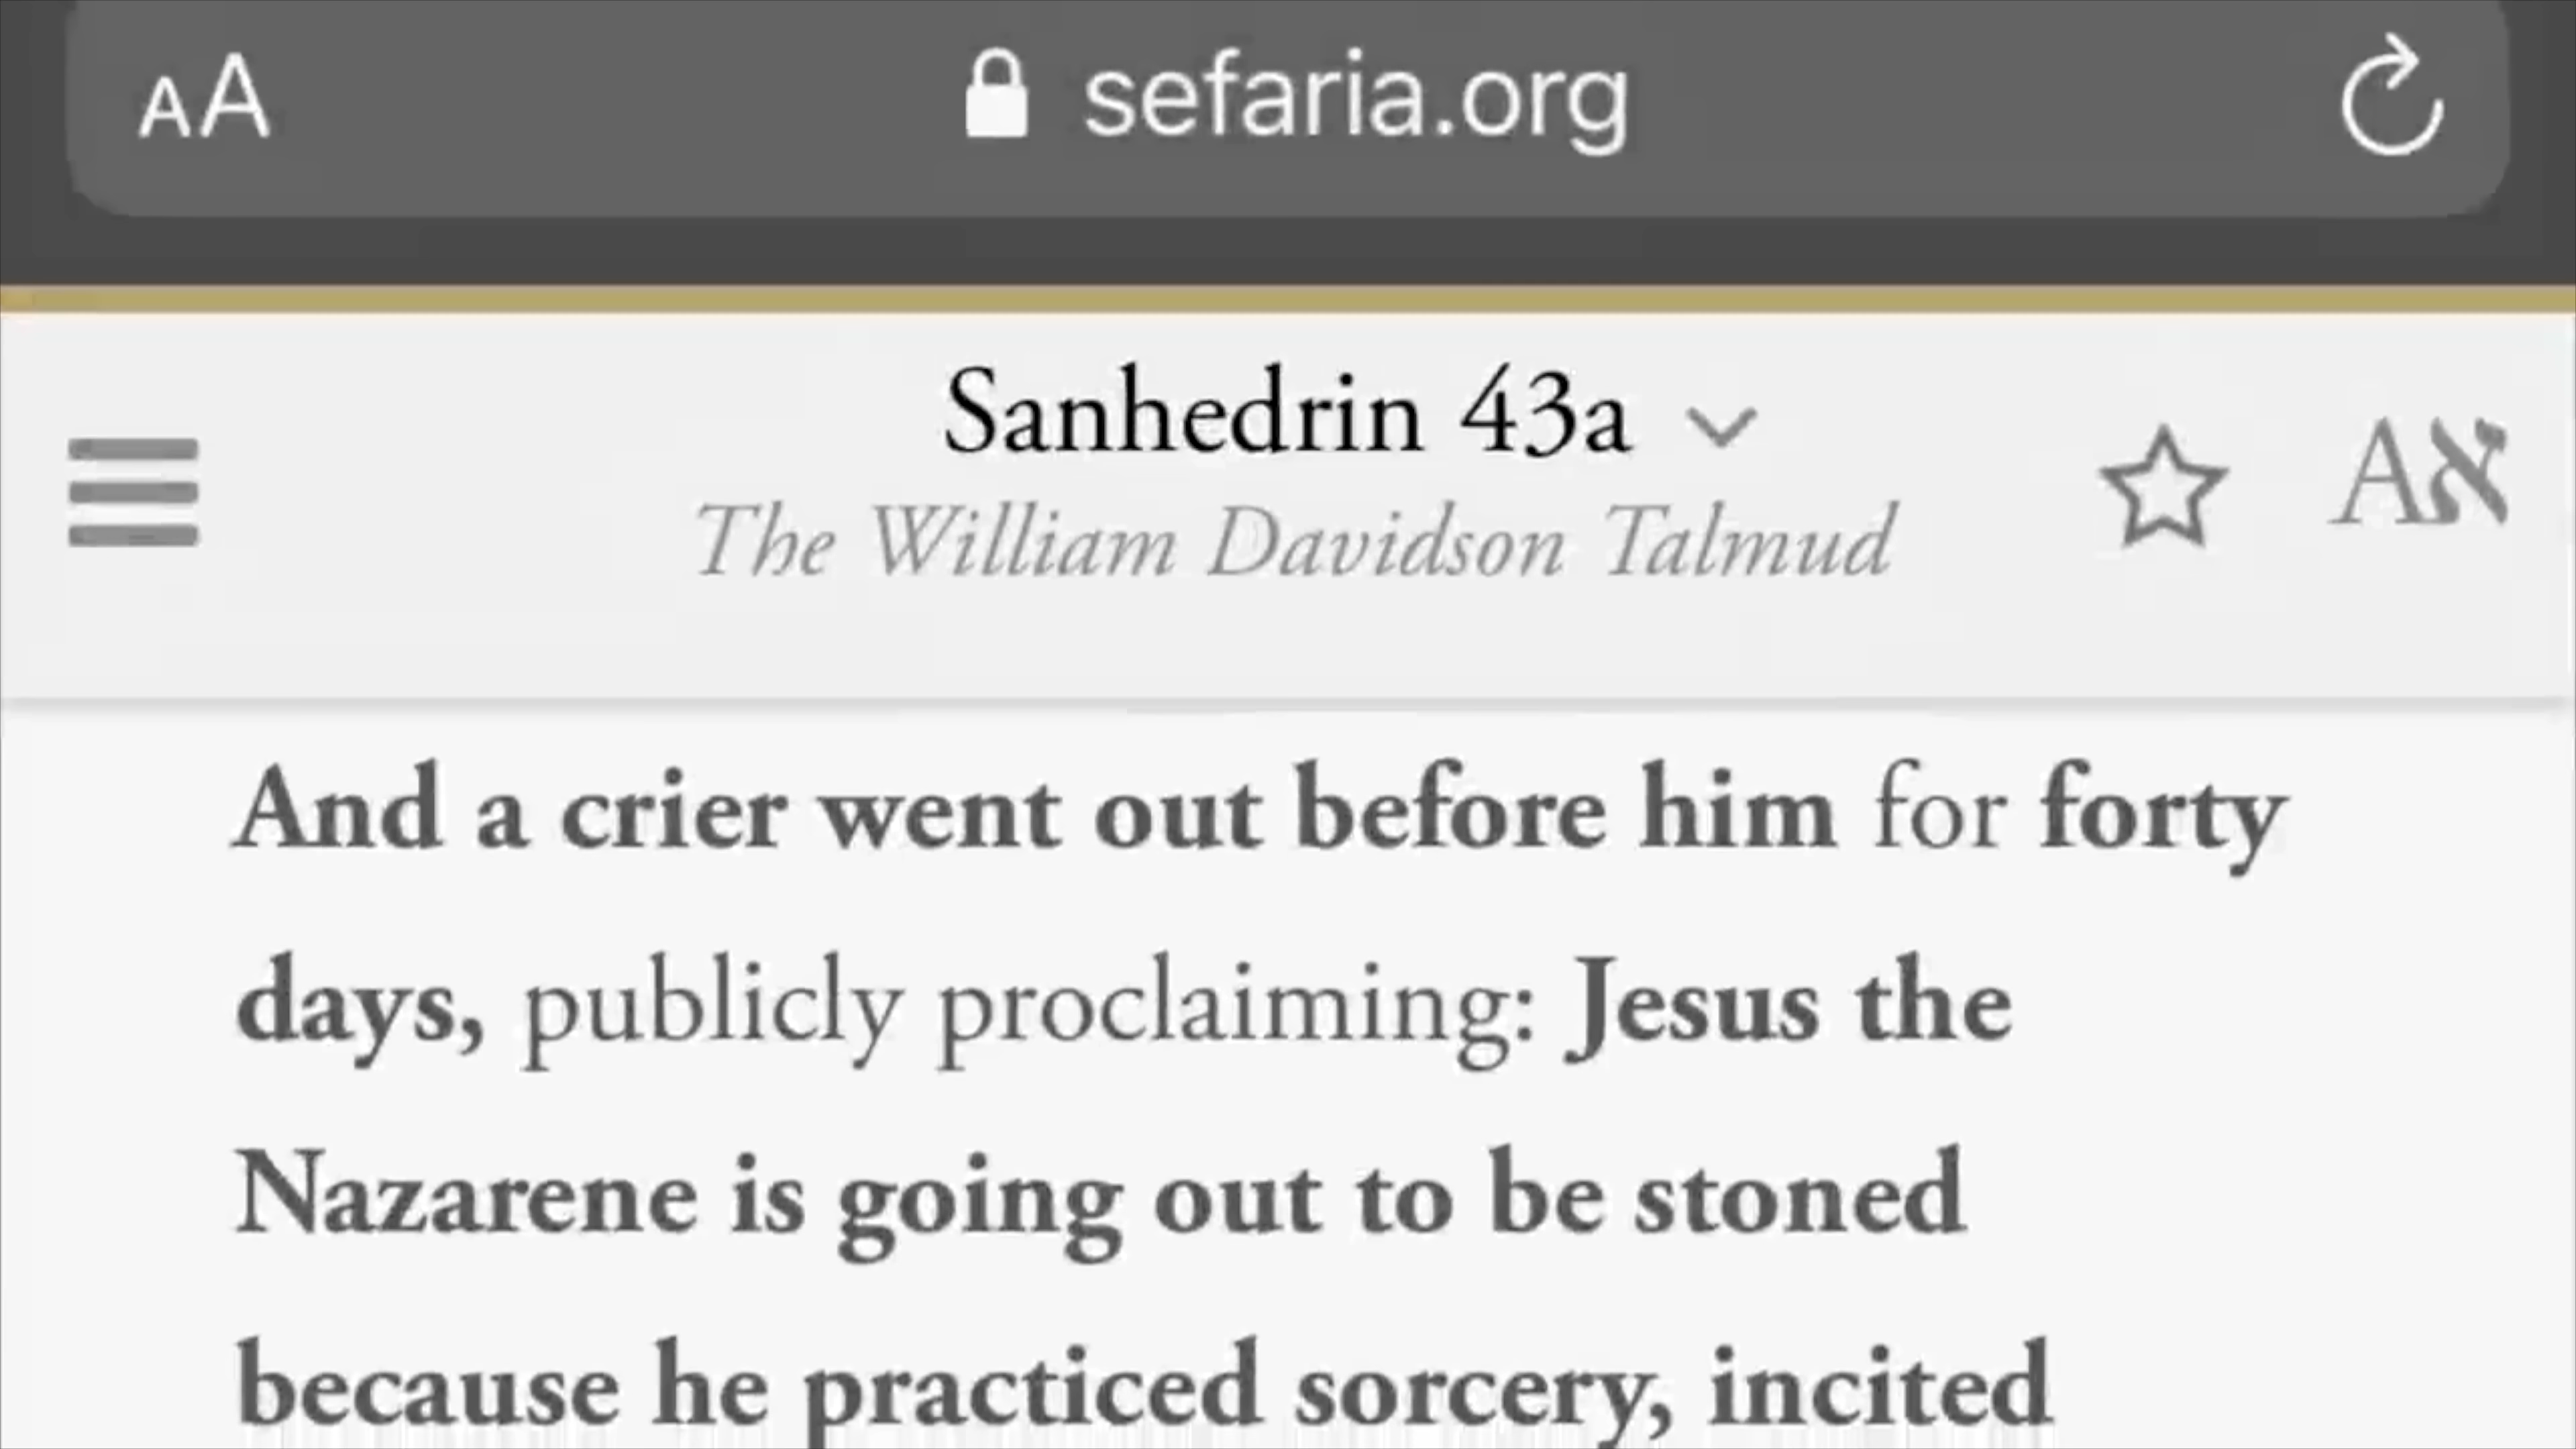 AA sefaria.org
Sanhedrin 43a
Aא
The William Davidson Talmud
And a crier went out before him for forty
days, publicly proclaiming: Jesus the
Nazarene is going out to be stoned
because he practiced sorcery, incited